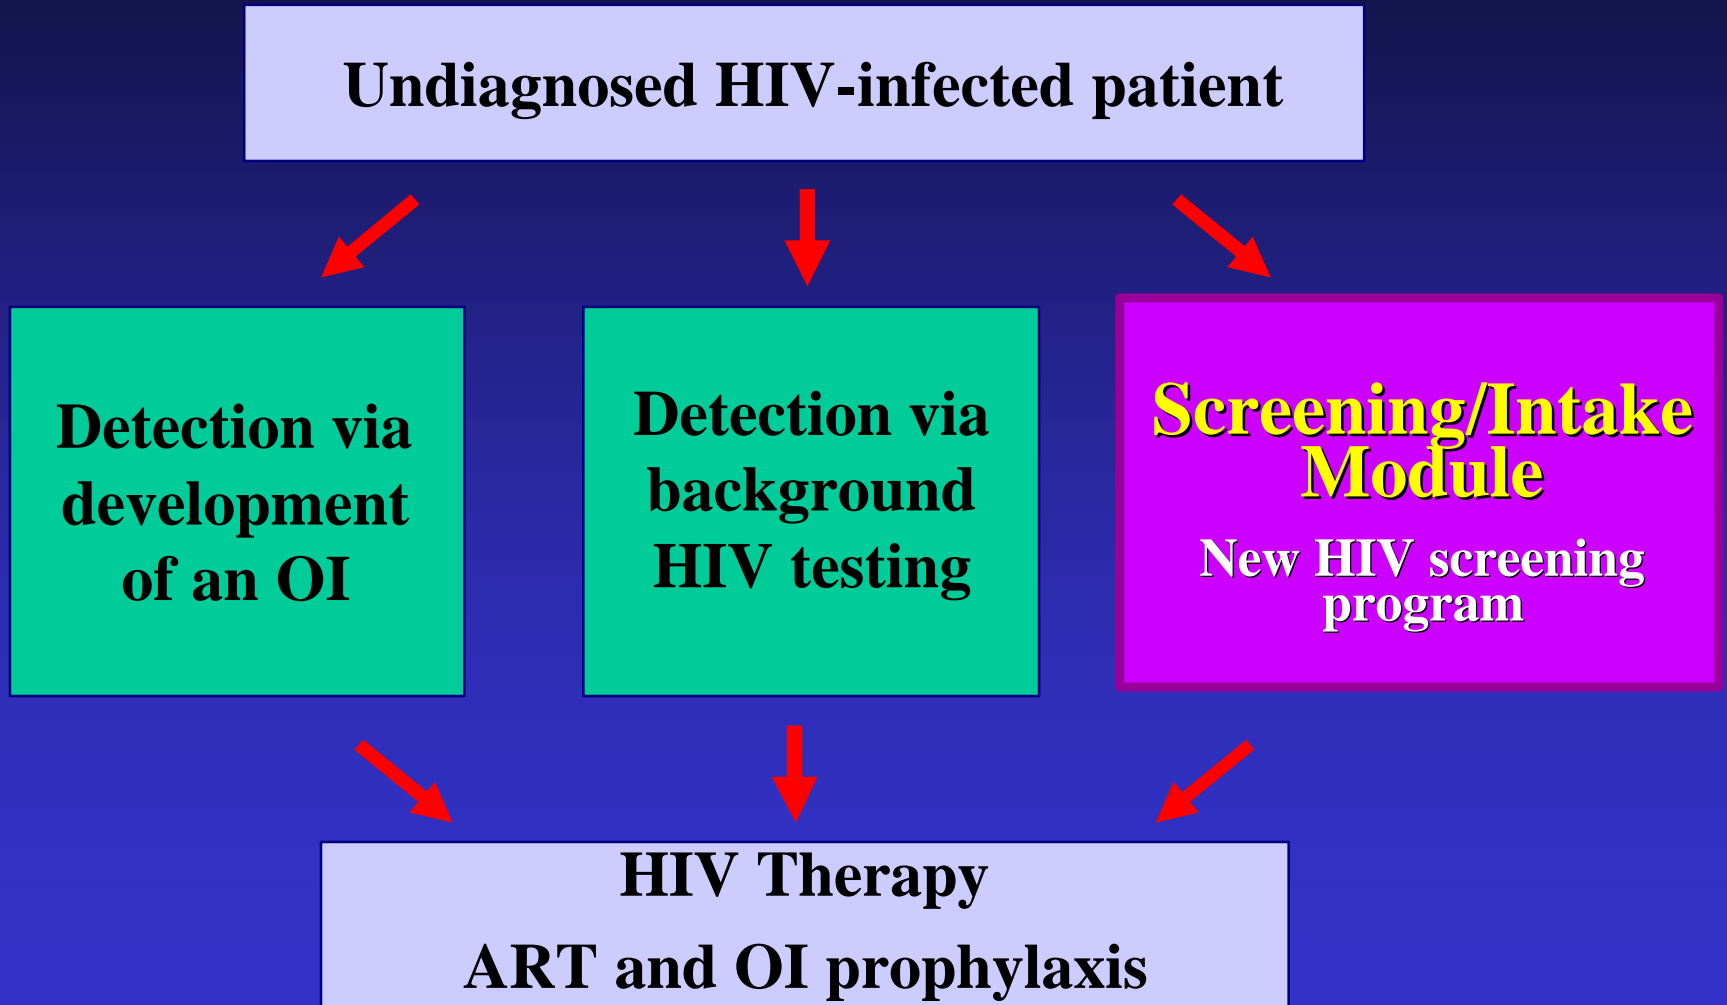 Undiagnosed HIV-infected patient
Detection via
development
of an OI
Detection via
background
HIV testing
Screening/Intake
Module
New HIV screening
program
HIV Therapy
ART and OI prophylaxis